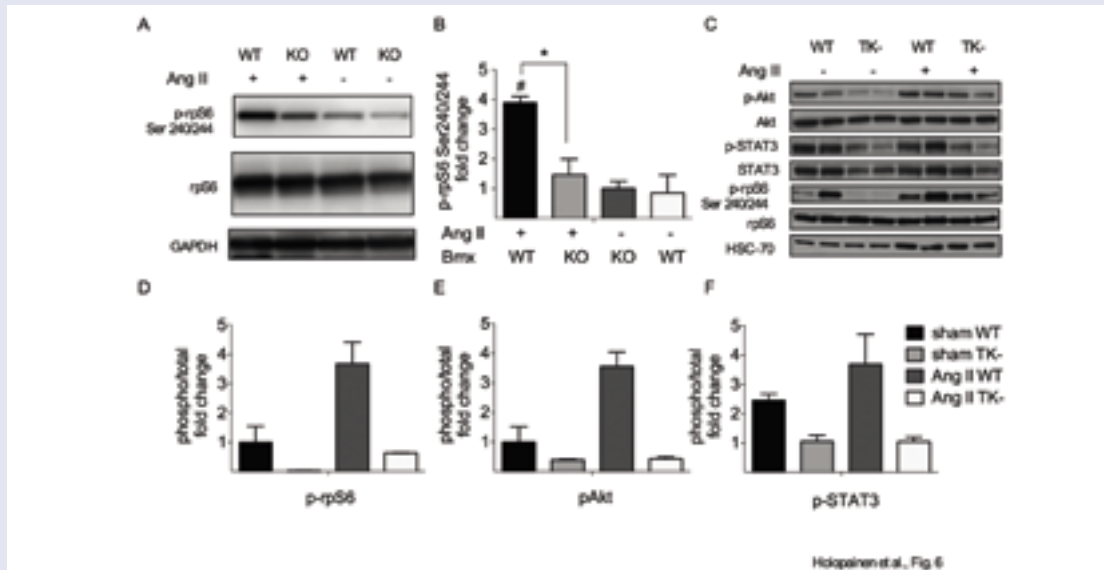 A
WT KO WT KO
Ang II + + - -
p-rpS6
Ser 240/244
rpS6
GAPDH
B
p-rpS6 Ser240/244
fold change
5
4
3
2
1
*
#
Ang II + + - -
Bmx WT KO KO WT
C
WT TK- WT TK-
Ang II - - + +
p-Akt
Akt
p-STAT3
STAT3
p-rpS6
Ser 240/244
rpS6
HSC-70
D
phospho/total
fold change
5
4
3
2
1
p-rpS6
E
phospho/total
fold change
5
4
3
2
1
pAkt
F
phospho/total
fold change
5
4
3
2
1
p-STAT3
sham WT
sham TK-
Ang II WT
Ang II TK-
Holopainen et al., Fig. 6